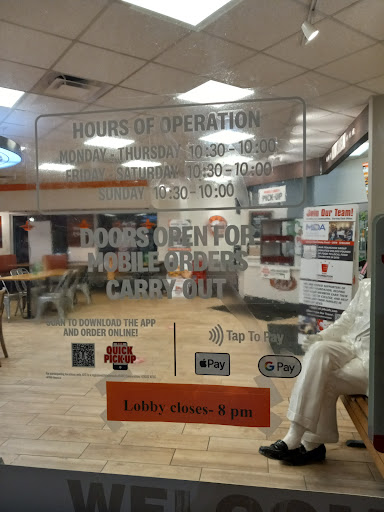 HOURS OF OPERATION
MONDAY - THURSDAY 10:30 - 10:00
FRIDAY - SATURDAY 10:30 - 10:00
SUNDAY 10:30 - 10:00
PICK-UP
Join Our Team!
DOORS OPEN FOR
MOBILE ORDERS
CARRY OUT
SCAN TO DOWNLOAD THE APP
AND ORDER ONLINE!
QUICK
PICK-UP
Tap To Pay
Pay
G Pay
Lobby closes- 8 pm
WELCOM